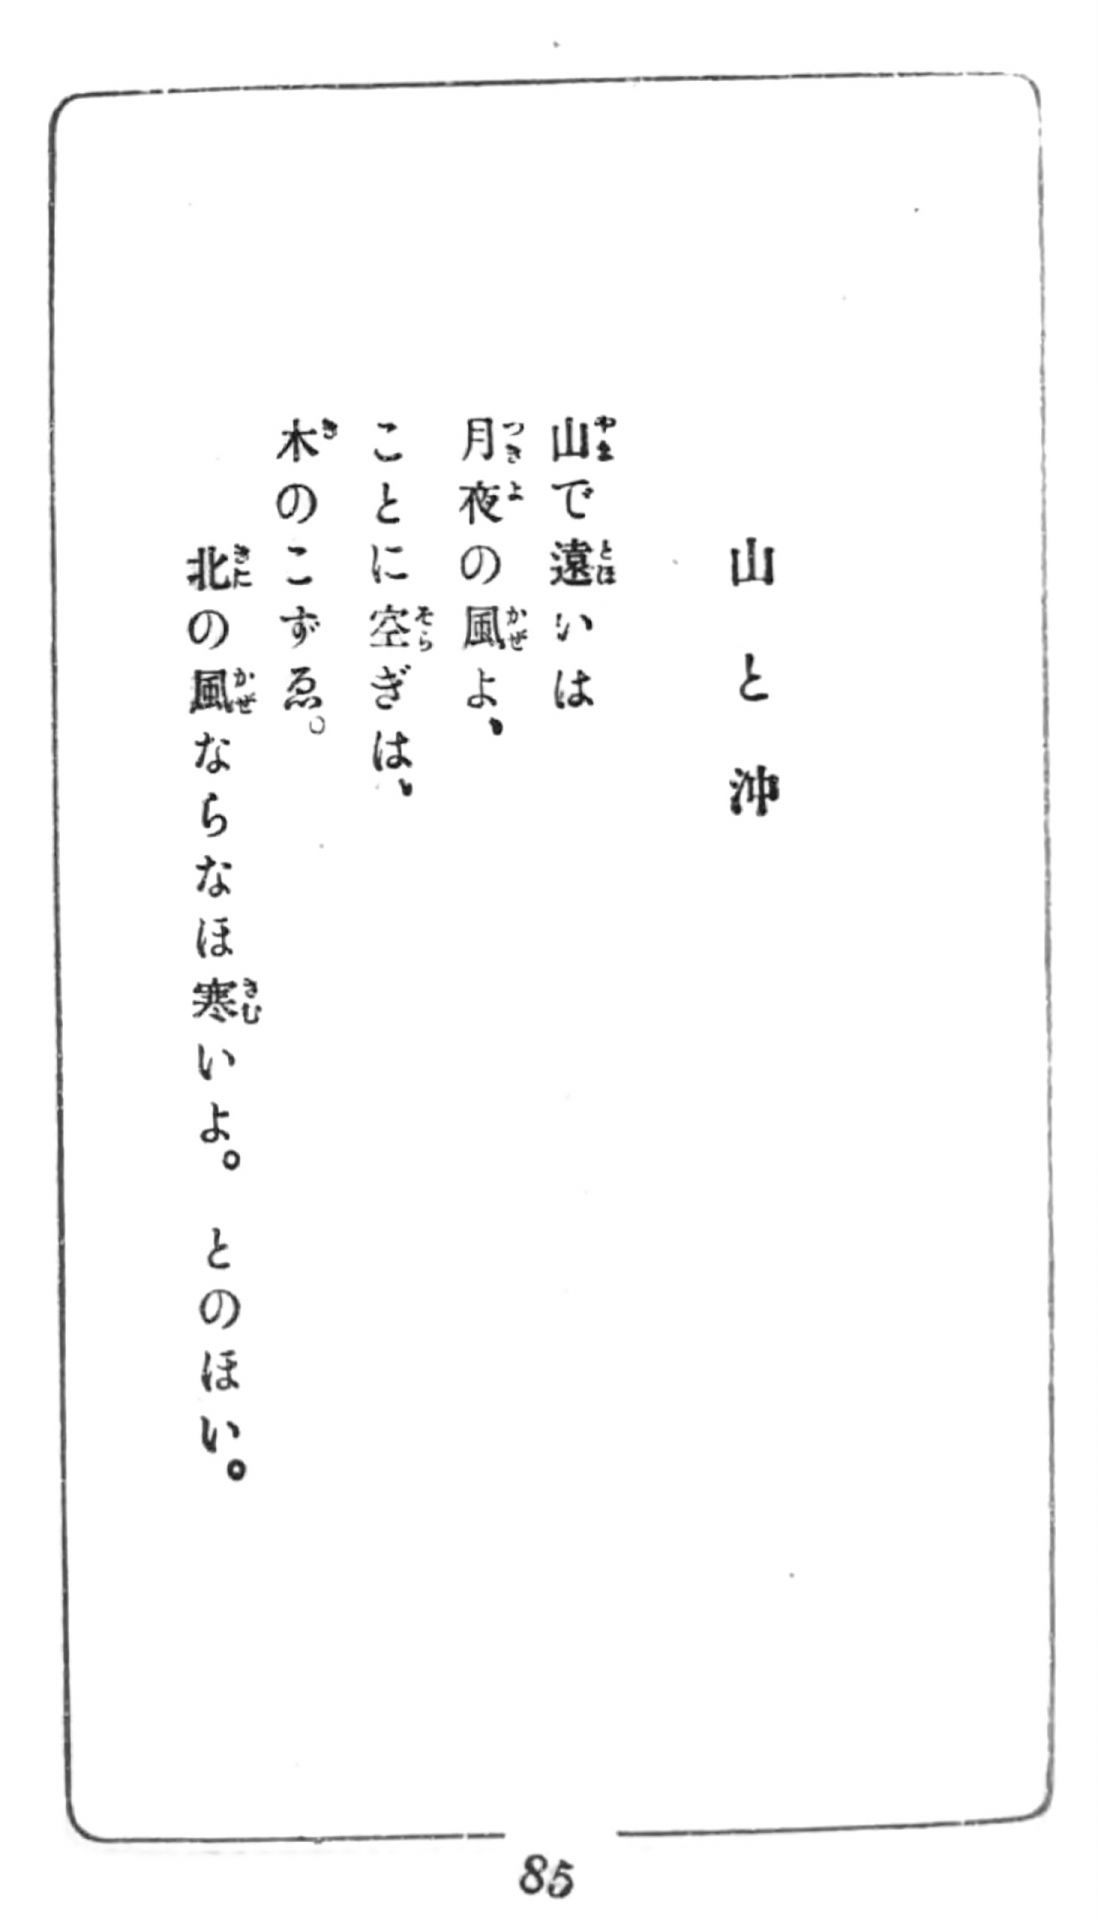 山と沖
山で遠いは
月夜の風よ、
ことに空ぎは、
木のこずゑ。
北の風ならなほ寒いよ。 とのほい。
85